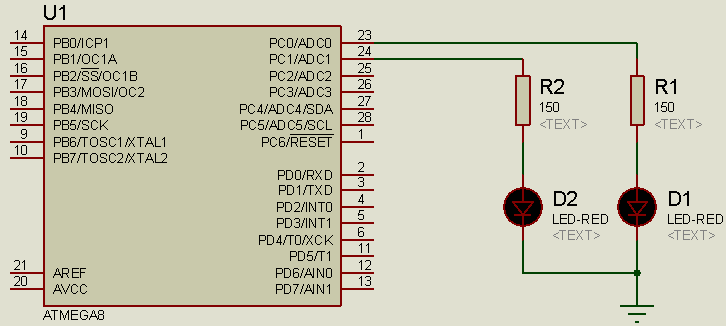 U1
14 PB0/ICP1 PC0/ADC0 23
15 PB1/OC1A PC1/ADC1 24
16 PB2/SS/OC1B PC2/ADC2 25
17 PB3/MOSI/OC2 PC3/ADC3 26
18 PB4/MISO PC4/ADC4/SDA 27
19 PB5/SCK PC5/ADC5/SCL 28
9 PB6/TOSC1/XTAL1 PC6/RESET 1
10 PB7/TOSC2/XTAL2
PD0/RXD 2
PD1/TXD 3
PD2/INT0 4
PD3/INT1 5
PD4/T0/XCK 6
PD5/T1 11
21 AREF PD6/AIN0 12
20 AVCC PD7/AIN1 13
ATMEGA8
R2
150
<TEXT>
R1
150
<TEXT>
D2
LED-RED
<TEXT>
D1
LED-RED
<TEXT>